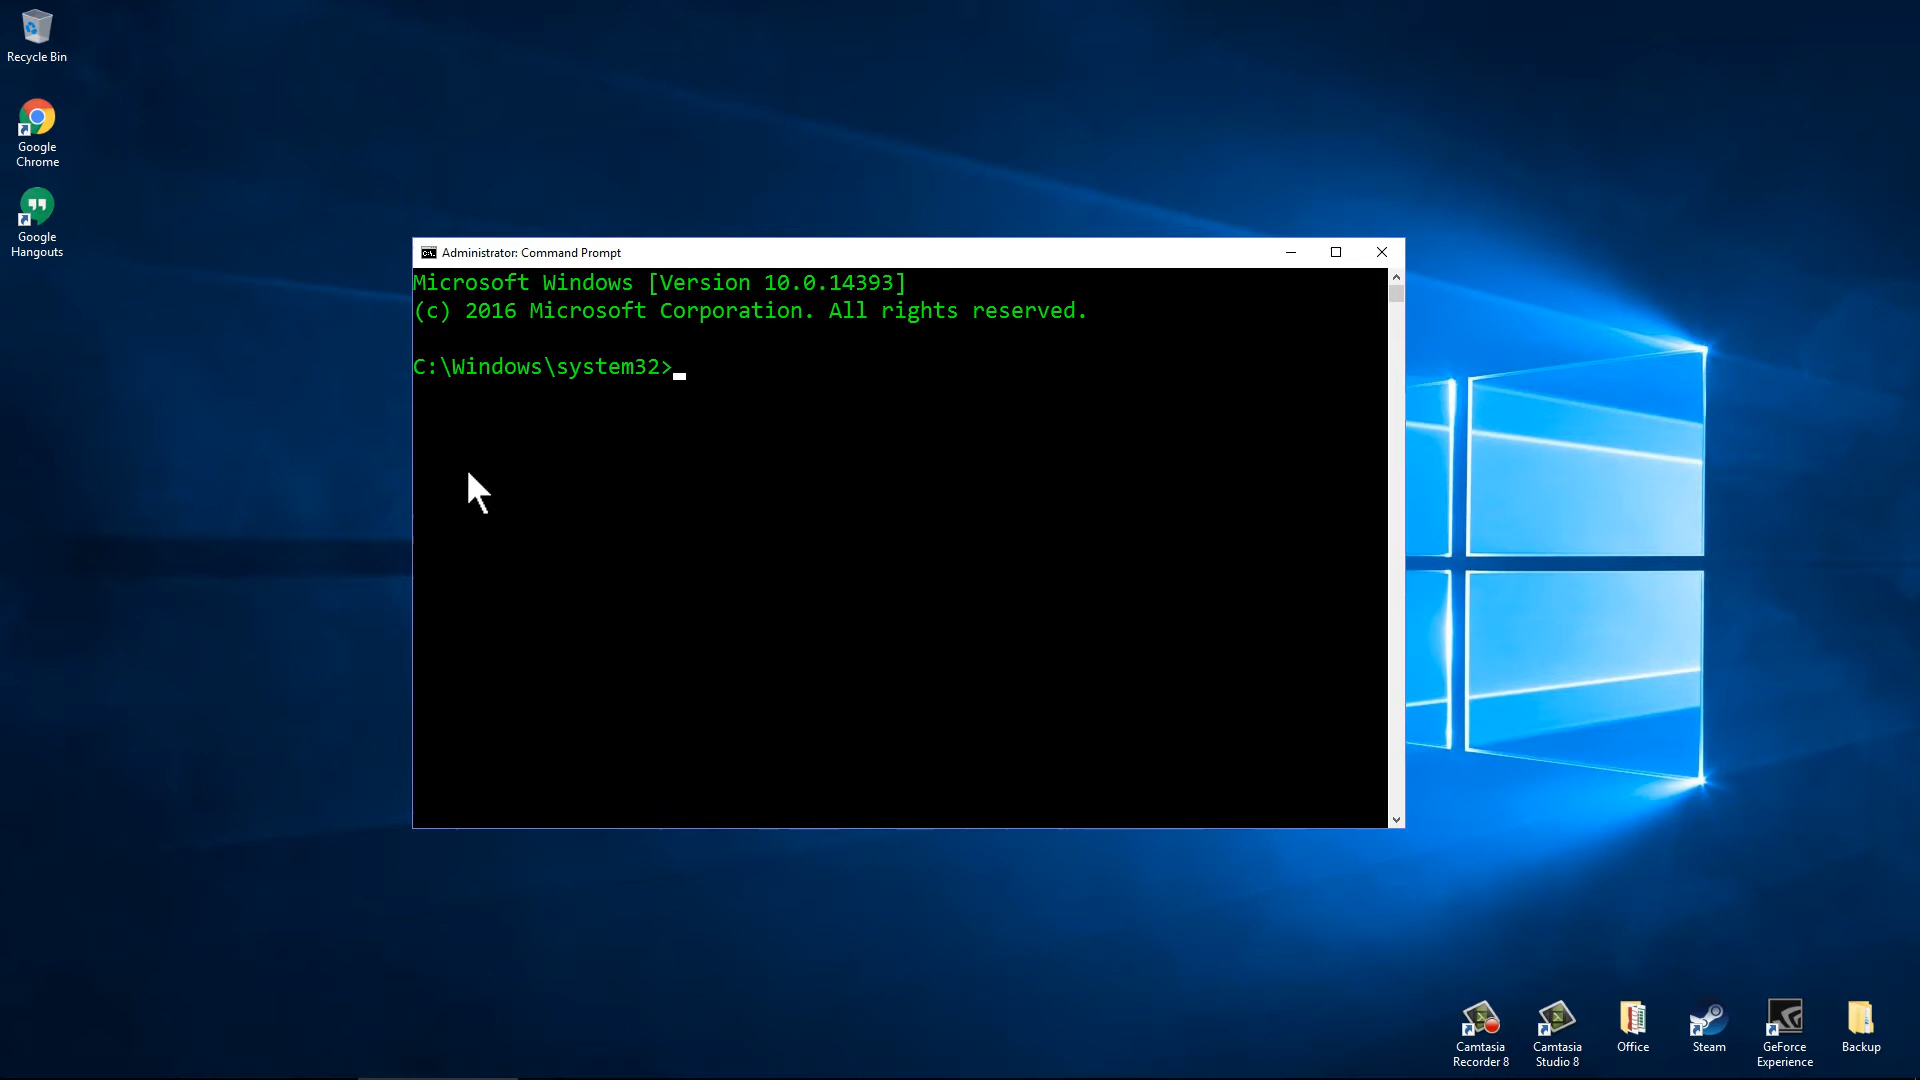 Recycle Bin
Google
Chrome
Google
Hangouts
Administrator: Command Prompt
Microsoft Windows [Version 10.0.14393]
(c) 2016 Microsoft Corporation. All rights reserved.
C:\Windows\system32>
Camtasia
Recorder 8
Camtasia
Studio 8
Office
Steam
GeForce
Experience
Backup